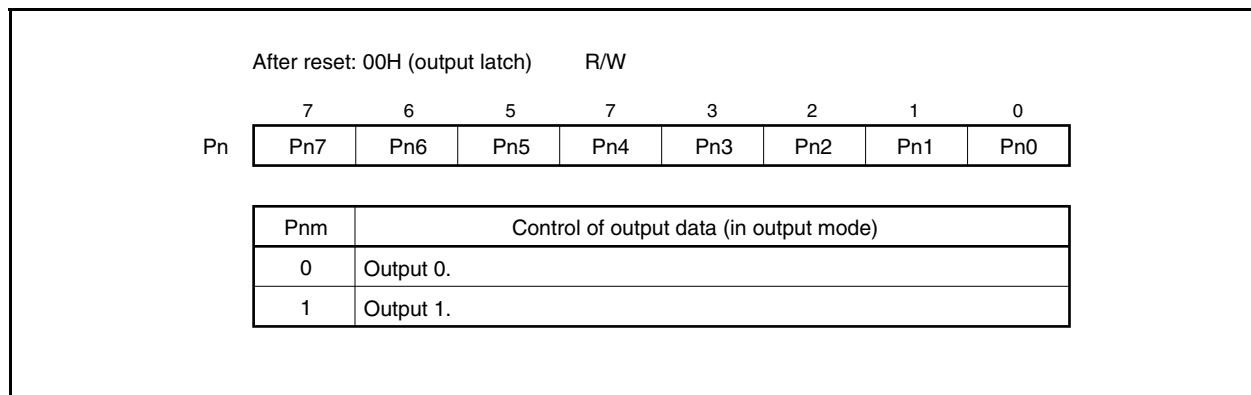 After reset: 00H (output latch) R/W
7 6 5 7 3 2 1 0
Pn Pn7 Pn6 Pn5 Pn4 Pn3 Pn2 Pn1 Pn0
Pnm Control of output data (in output mode)
0 Output 0.
1 Output 1.